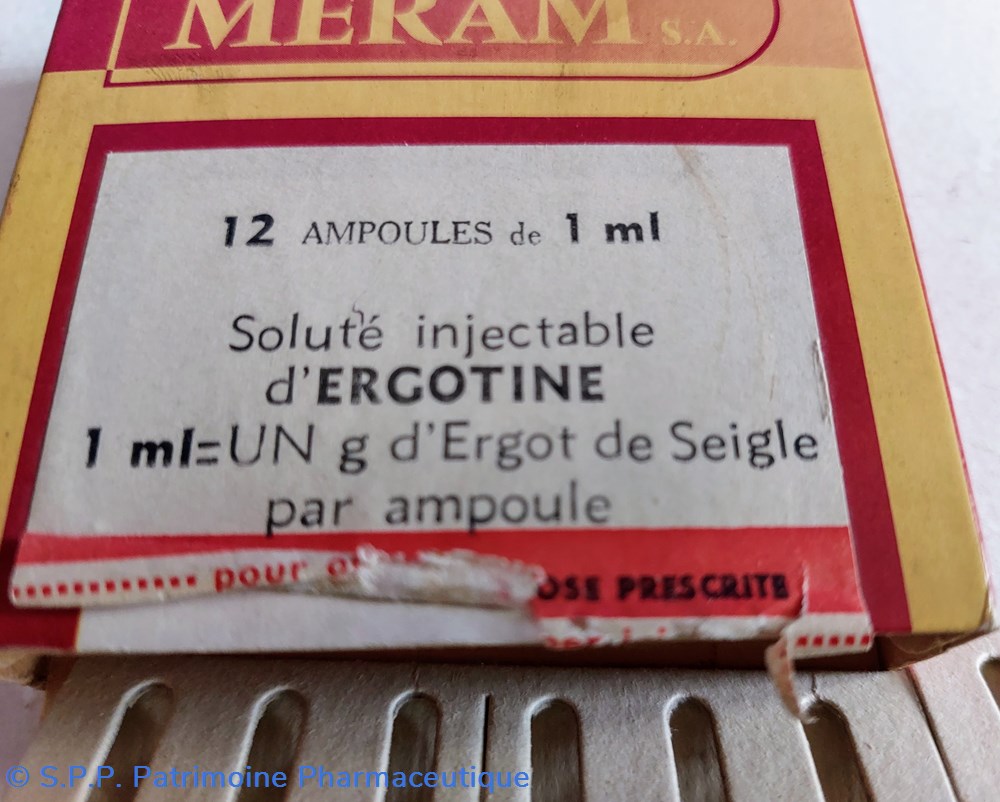 MERAM S.A.
12 AMPOULES de 1 ml
Soluté injectable
d'ERGOTINE
1 ml=UN g d'Ergot de Seigle
par ampoule
pour
OSE PRESCRITE
© S.P.P. Patrimoine Pharmaceutique